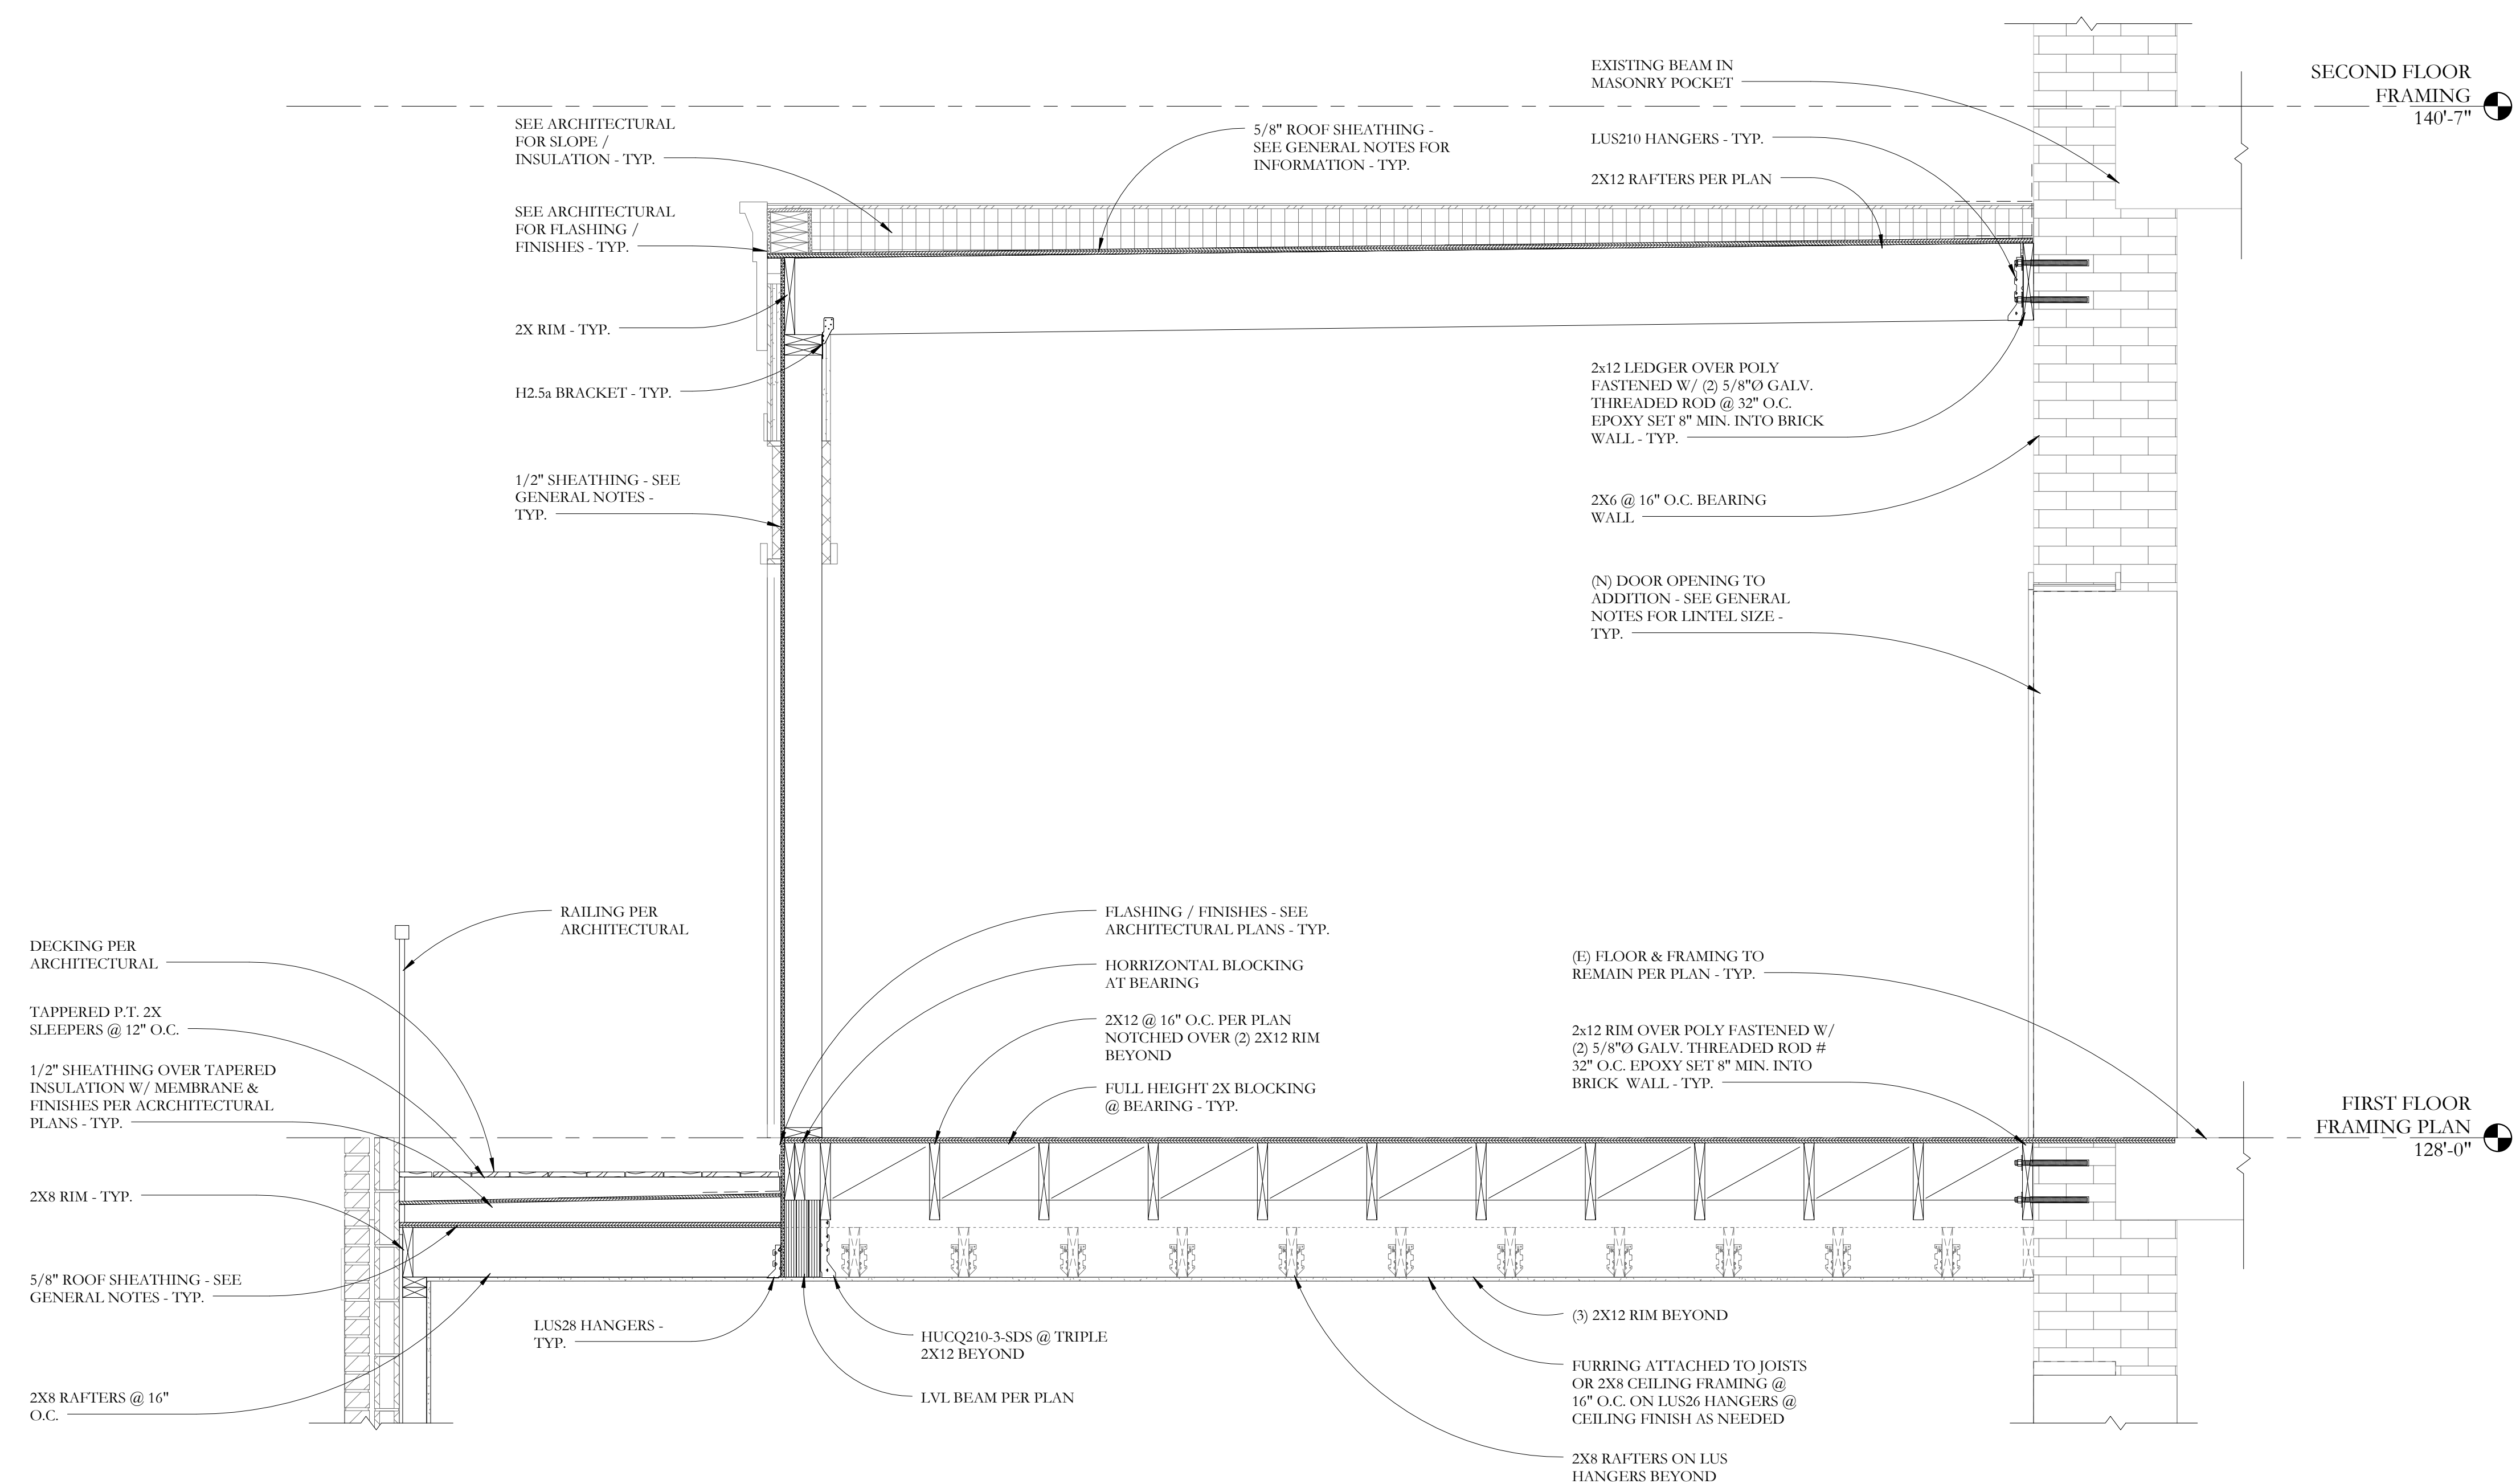 EXISTING BEAM IN
MASONRY POCKET
SECOND FLOOR
FRAMING
140'-7"
SEE ARCHITECTURAL
FOR SLOPE /
INSULATION - TYP.
5/8" ROOF SHEATHING -
SEE GENERAL NOTES FOR
INFORMATION - TYP.
LUS210 HANGERS - TYP.
2X12 RAFTERS PER PLAN
SEE ARCHITECTURAL
FOR FLASHING /
FINISHES - TYP.
2X RIM - TYP.
H2.5a BRACKET - TYP.
2x12 LEDGER OVER POLY
FASTENED W/ (2) 5/8"Ø GALV.
THREADED ROD @ 32" O.C.
EPOXY SET 8" MIN. INTO BRICK
WALL - TYP.
1/2" SHEATHING - SEE
GENERAL NOTES -
TYP.
2X6 @ 16" O.C. BEARING
WALL
(N) DOOR OPENING TO
ADDITION - SEE GENERAL
NOTES FOR LINTEL SIZE -
TYP.
RAILING PER
ARCHITECTURAL
FLASHING / FINISHES - SEE
ARCHITECTURAL PLANS - TYP.
DECKING PER
ARCHITECTURAL
HORRIZONTAL BLOCKING
AT BEARING
(E) FLOOR & FRAMING TO
REMAIN PER PLAN - TYP.
TAPPERED P.T. 2X
SLEEPERS @ 12" O.C.
2X12 @ 16" O.C. PER PLAN
NOTCHED OVER (2) 2X12 RIM
BEYOND
2x12 RIM OVER POLY FASTENED W/
(2) 5/8"Ø GALV. THREADED ROD #
32" O.C. EPOXY SET 8" MIN. INTO
BRICK WALL - TYP.
1/2" SHEATHING OVER TAPERED
INSULATION W/ MEMBRANE &
FINISHES PER ACRCHITECTURAL
PLANS - TYP.
FULL HEIGHT 2X BLOCKING
@ BEARING - TYP.
FIRST FLOOR
FRAMING PLAN
128'-0"
2X8 RIM - TYP.
5/8" ROOF SHEATHING - SEE
GENERAL NOTES - TYP.
LUS28 HANGERS -
TYP.
HUCQ210-3-SDS @ TRIPLE
2X12 BEYOND
(3) 2X12 RIM BEYOND
2X8 RAFTERS @ 16"
O.C.
LVL BEAM PER PLAN
FURRING ATTACHED TO JOISTS
OR 2X8 CEILING FRAMING @
16" O.C. ON LUS26 HANGERS @
CEILING FINISH AS NEEDED
2X8 RAFTERS ON LUS
HANGERS BEYOND